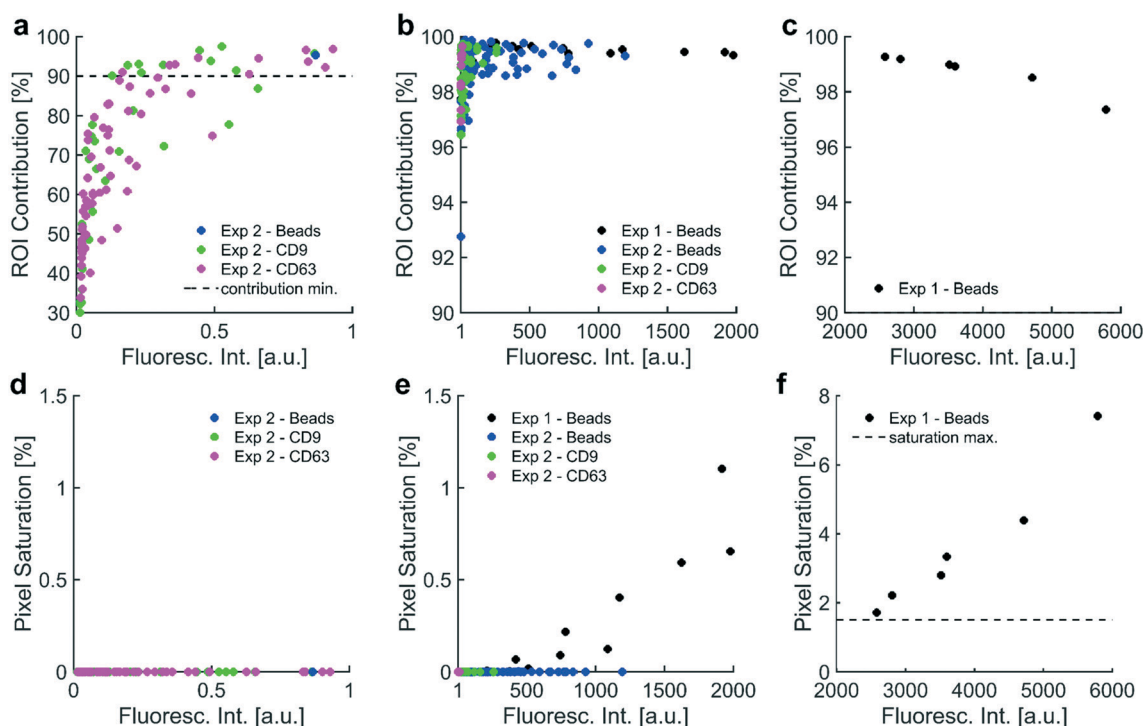 a
100
90
80
70
60
50
40
30
ROI Contribution [%]
Exp 2 - Beads
Exp 2 - CD9
Exp 2 - CD63
contribution min.
0
0.5
1
Fluoresc. Int. [a.u.]
b
100
98
96
94
92
90
ROI Contribution [%]
Exp 1 - Beads
Exp 2 - Beads
Exp 2 - CD9
Exp 2 - CD63
1
500
1000
1500
2000
Fluoresc. Int. [a.u.]
c
100
98
96
94
92
90
ROI Contribution [%]
Exp 1 - Beads
2000
3000
4000
5000
6000
Fluoresc. Int. [a.u.]
d
1.5
1
0.5
0
Pixel Saturation [%]
Exp 2 - Beads
Exp 2 - CD9
Exp 2 - CD63
0
0.5
1
Fluoresc. Int. [a.u.]
e
1.5
1
0.5
0
Pixel Saturation [%]
Exp 1 - Beads
Exp 2 - Beads
Exp 2 - CD9
Exp 2 - CD63
1
500
1000
1500
2000
Fluoresc. Int. [a.u.]
f
8
6
4
2
0
Pixel Saturation [%]
Exp 1 - Beads
saturation max.
2000
3000
4000
5000
6000
Fluoresc. Int. [a.u.]